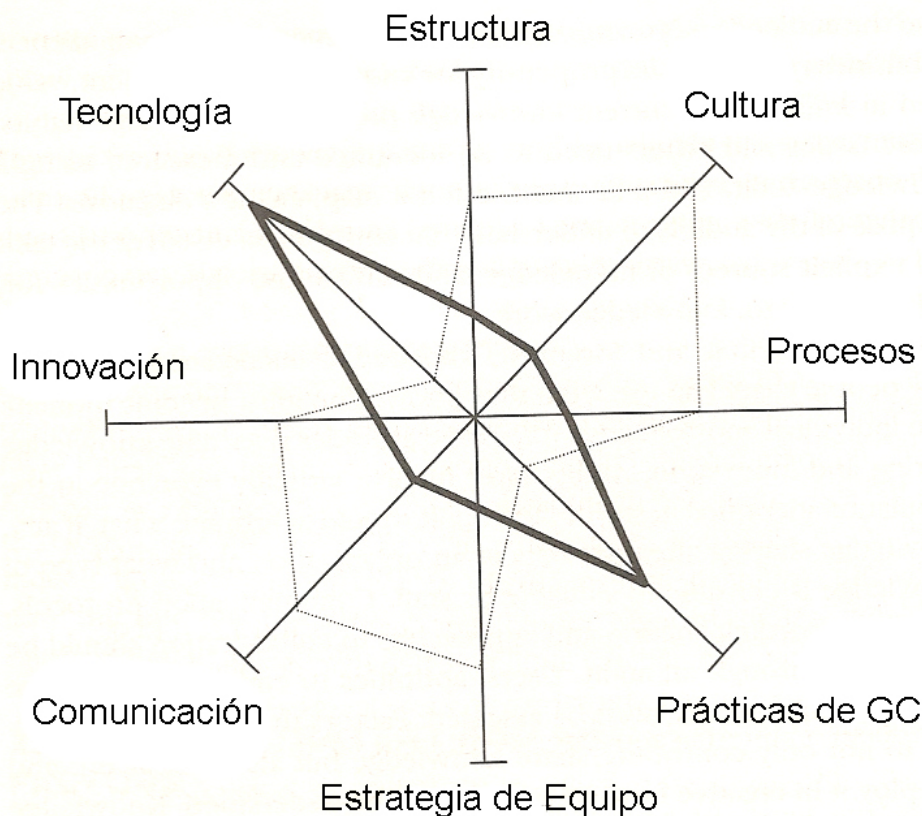 Estructura
Tecnología
Cultura
Innovación
Procesos
Comunicación
Prácticas de GC
Estrategia de Equipo